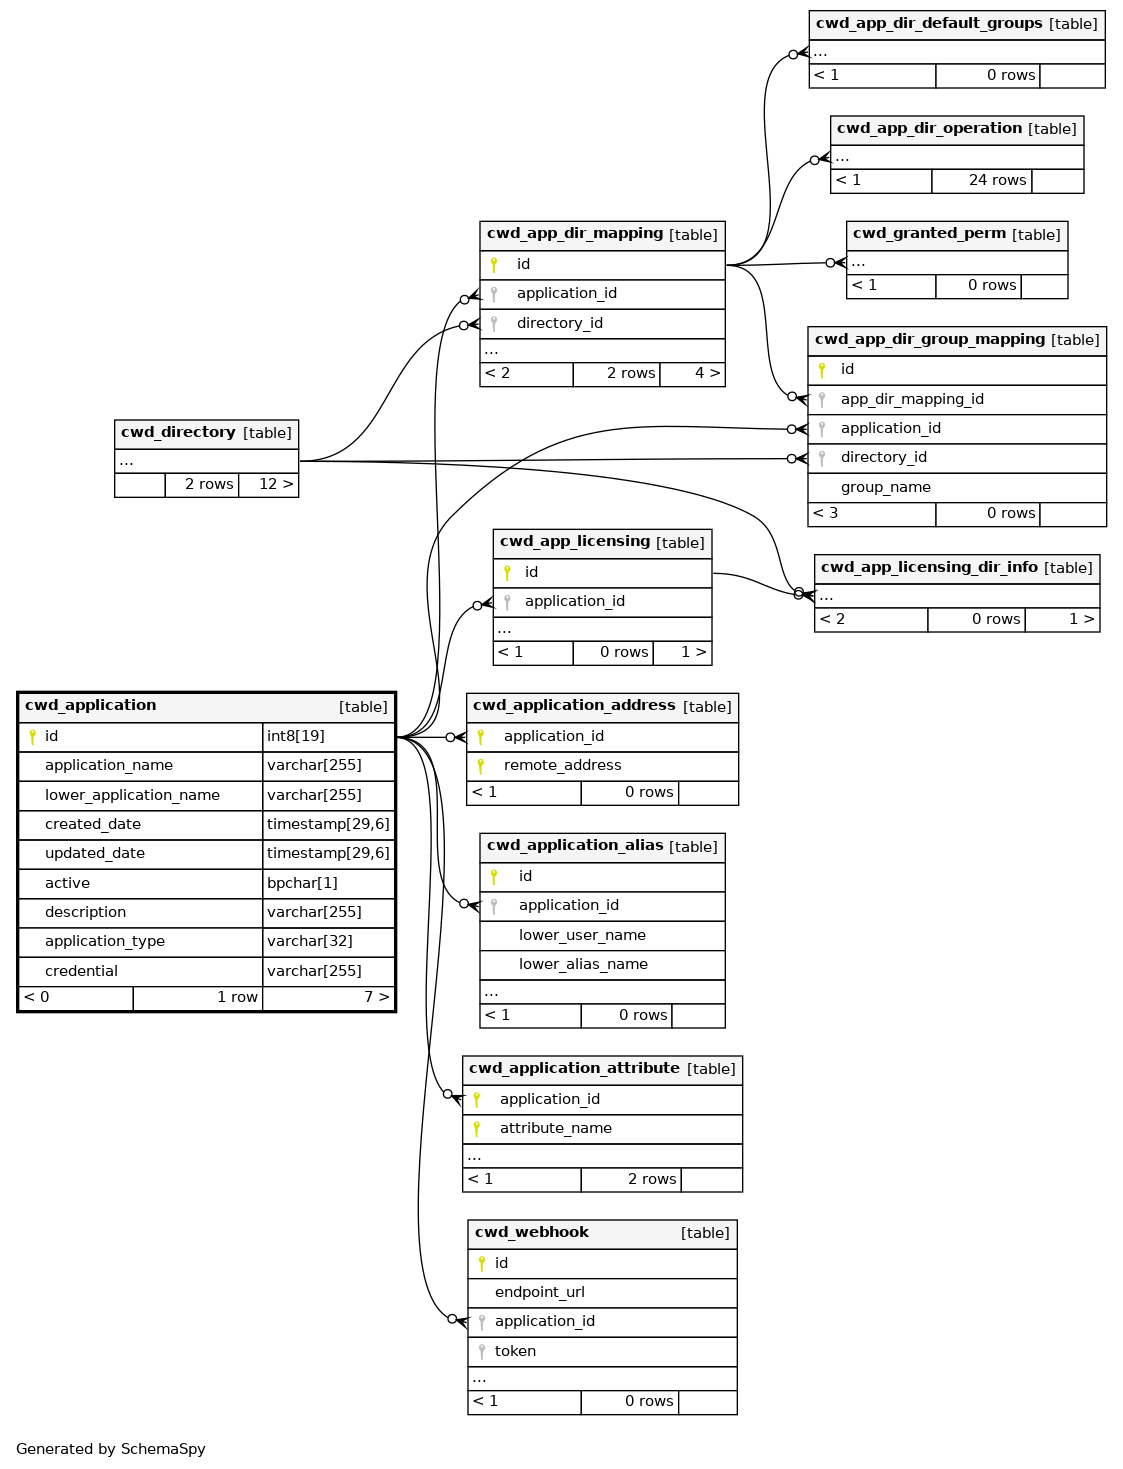 cwd_app_dir_default_groups [table]
...
< 1 0 rows
cwd_app_dir_operation [table]
...
< 1 24 rows
cwd_app_dir_mapping [table]
id
application_id
directory_id
...
< 2 2 rows 4 >
cwd_granted_perm [table]
...
< 1 0 rows
cwd_app_dir_group_mapping [table]
id
app_dir_mapping_id
application_id
directory_id
group_name
< 3 0 rows
cwd_directory [table]
...
2 rows 12 >
cwd_app_licensing [table]
id
application_id
...
< 1 0 rows 1 >
cwd_app_licensing_dir_info [table]
...
< 2 0 rows 1 >
cwd_application [table]
id int8[19]
application_name varchar[255]
lower_application_name varchar[255]
created_date timestamp[29,6]
updated_date timestamp[29,6]
active bpchar[1]
description varchar[255]
application_type varchar[32]
credential varchar[255]
< 0 1 row 7 >
cwd_application_address [table]
application_id
remote_address
< 1 0 rows
cwd_application_alias [table]
id
application_id
lower_user_name
lower_alias_name
...
< 1 0 rows
cwd_application_attribute [table]
application_id
attribute_name
...
< 1 2 rows
cwd_webhook [table]
id
endpoint_url
application_id
token
...
< 1 0 rows
Generated by SchemaSpy